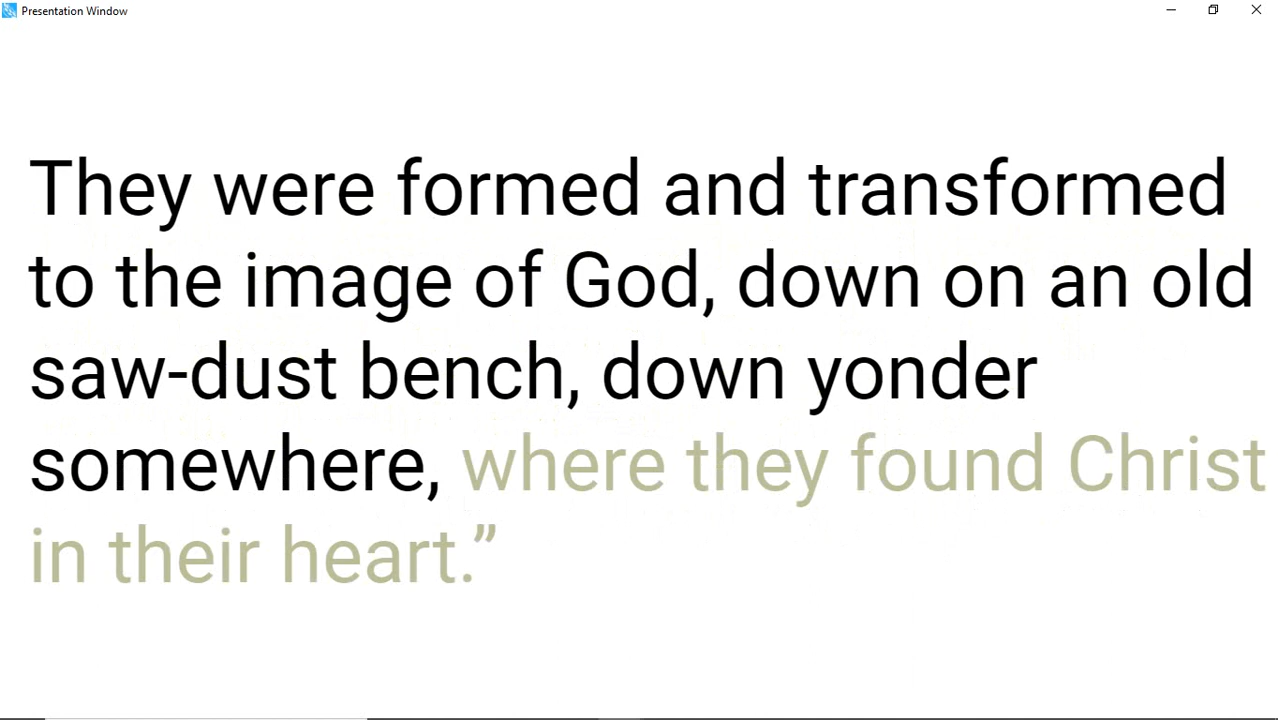 Presentation Window
They were formed and transformed
to the image of God, down on an old
saw-dust bench, down yonder
somewhere, where they found Christ
in their heart.”